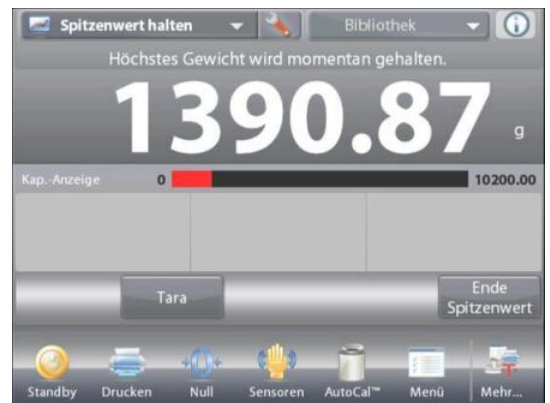 Spitzenwert halten Bibliothek
Höchstes Gewicht wird momentan gehalten.
1390.87 g
Kap.-Anzeige 0 10200.00
Tara
Ende
Spitzenwert
Standby Drucken Null Sensoren AutoCal™ Menü Mehr...